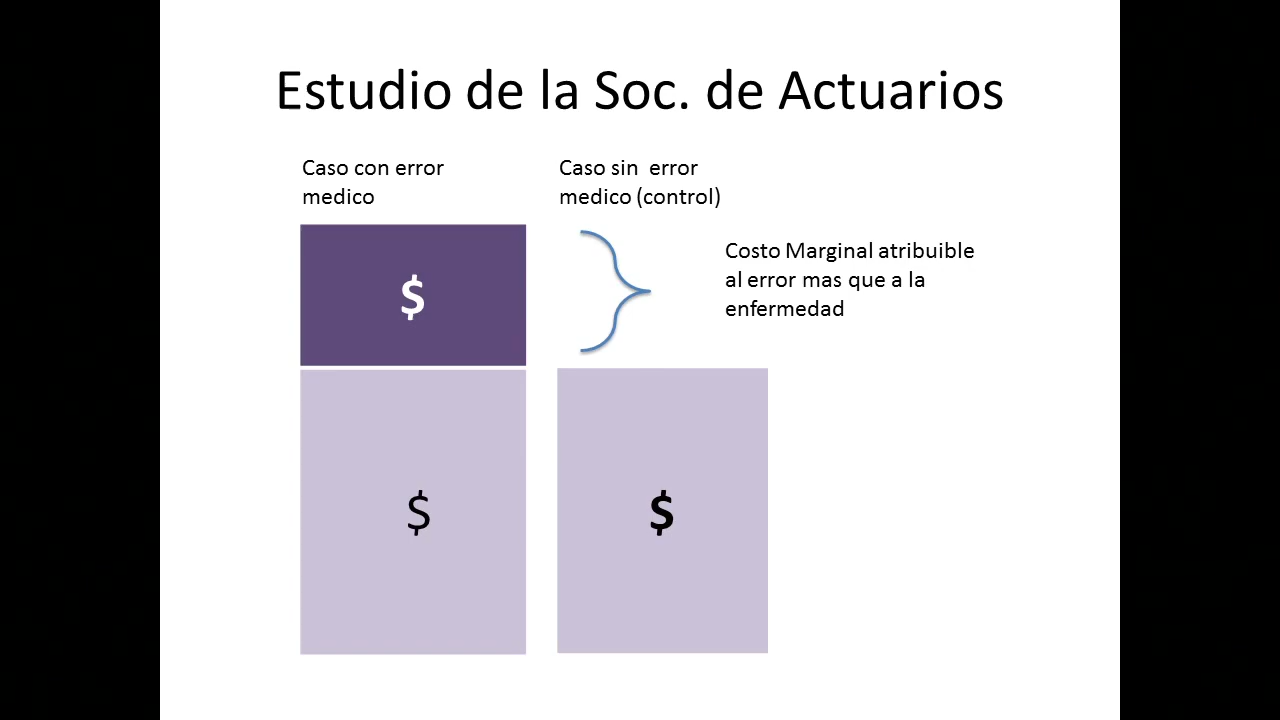 Estudio de la Soc. de Actuarios
Caso con error
medico
Caso sin  error
medico (control)
Costo Marginal atribuible
al error mas que a la
enfermedad
$
$
$